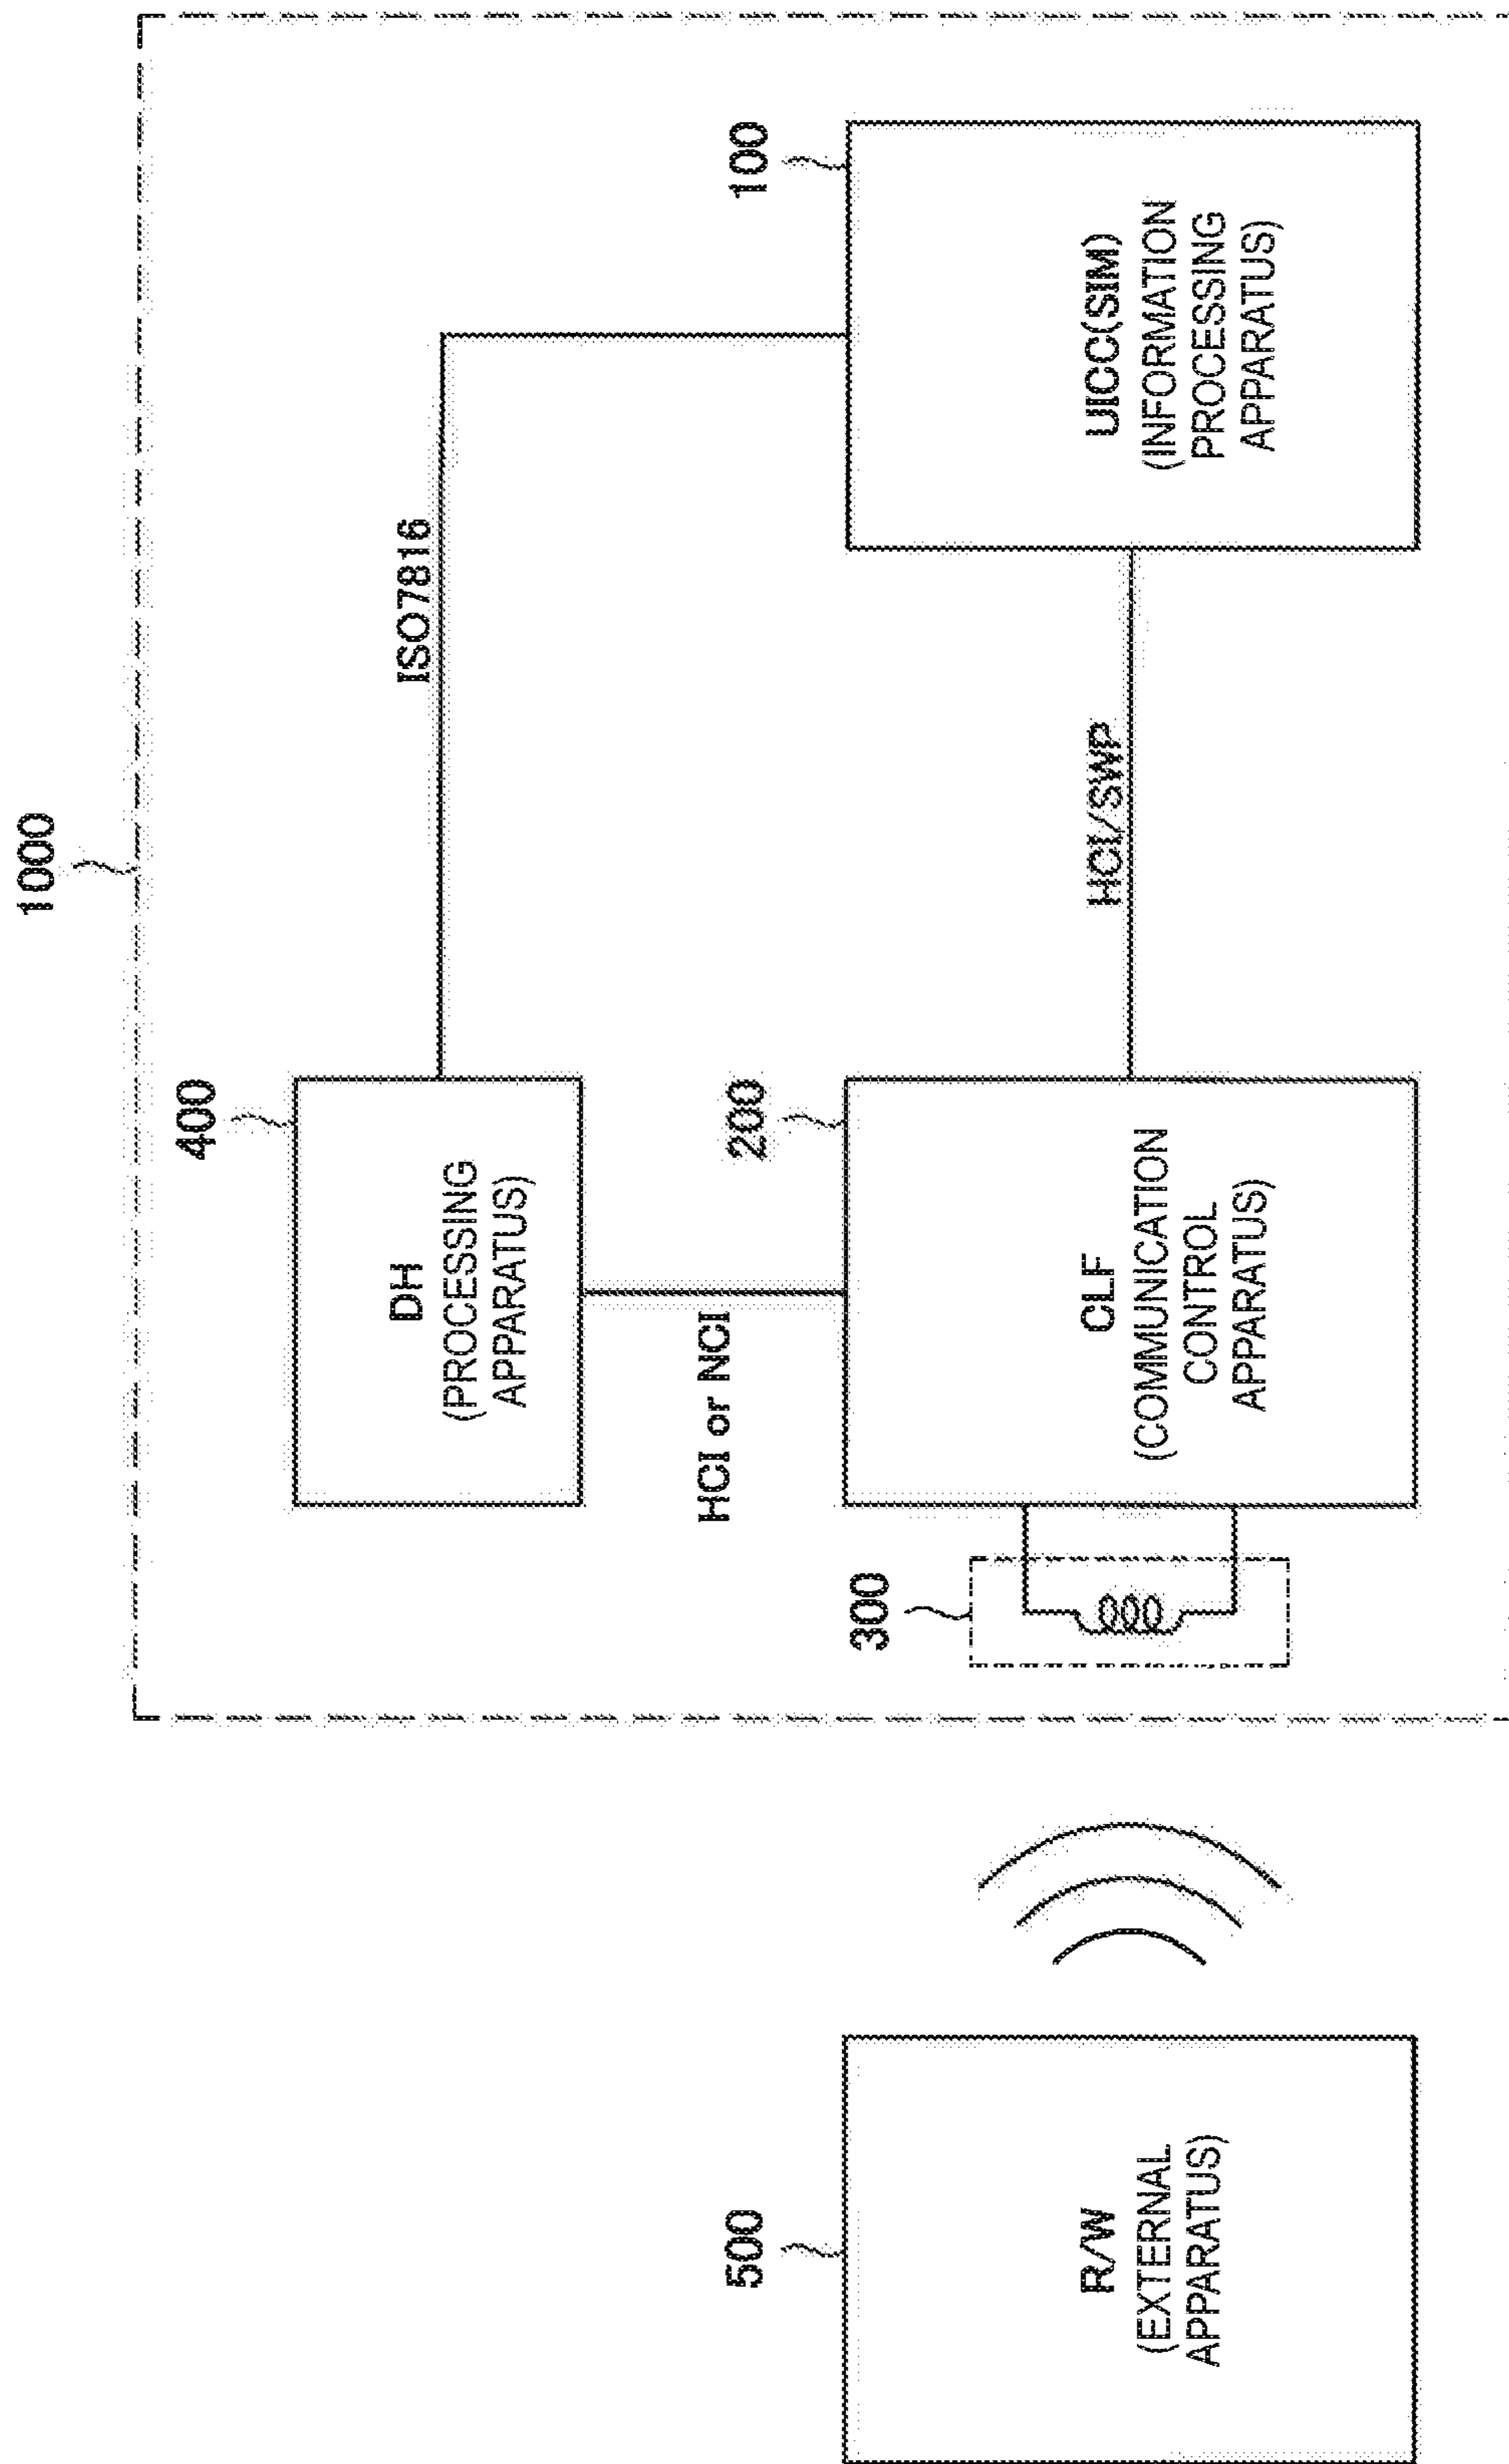 1000
400
DH
(PROCESSING
APPARATUS)
ISO7816
HCI or NCI
500
R/W
(EXTERNAL
APPARATUS)
300
200
CLF
(COMMUNICATION
CONTROL
APPARATUS)
HCI/SWP
100
UICC(SIM)
(INFORMATION
PROCESSING
APPARATUS)